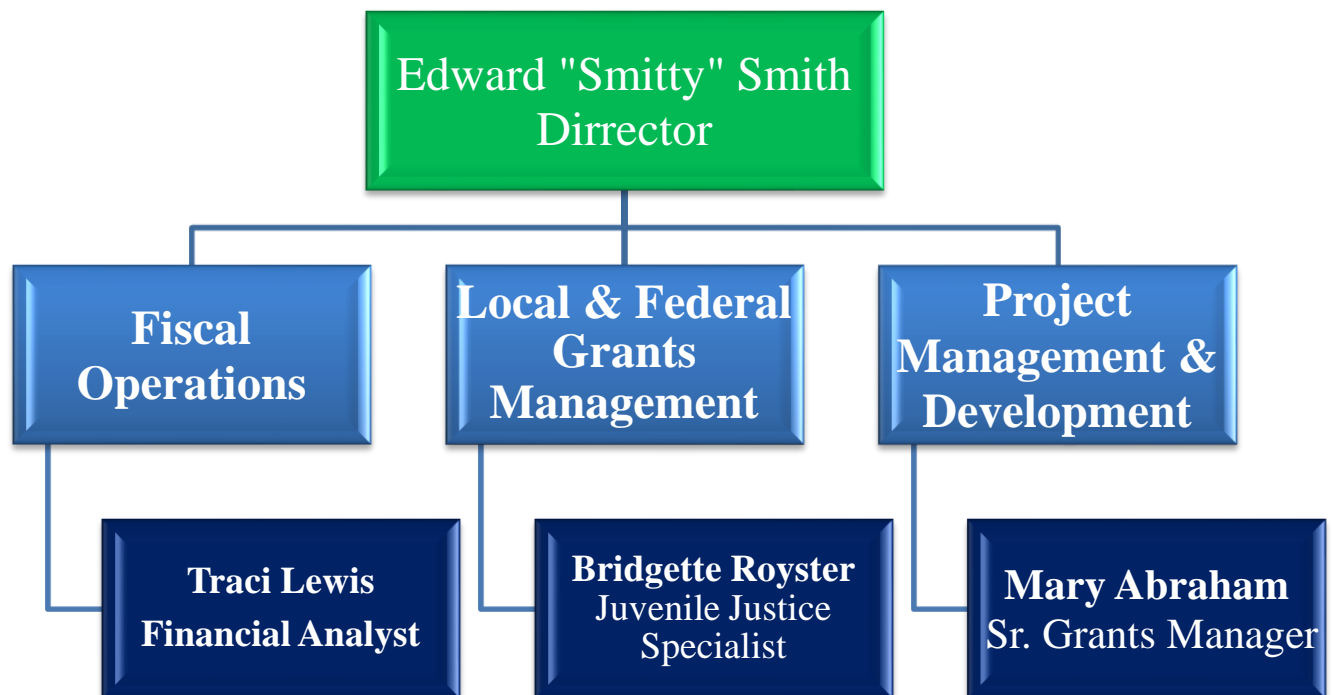 Edward "Smitty" Smith
Dirrector
Fiscal
Operations
Local & Federal
Grants
Management
Project
Management &
Development
Traci Lewis
Financial Analyst
Bridgette Royster
Juvenile Justice
Specialist
Mary Abraham
Sr. Grants Manager